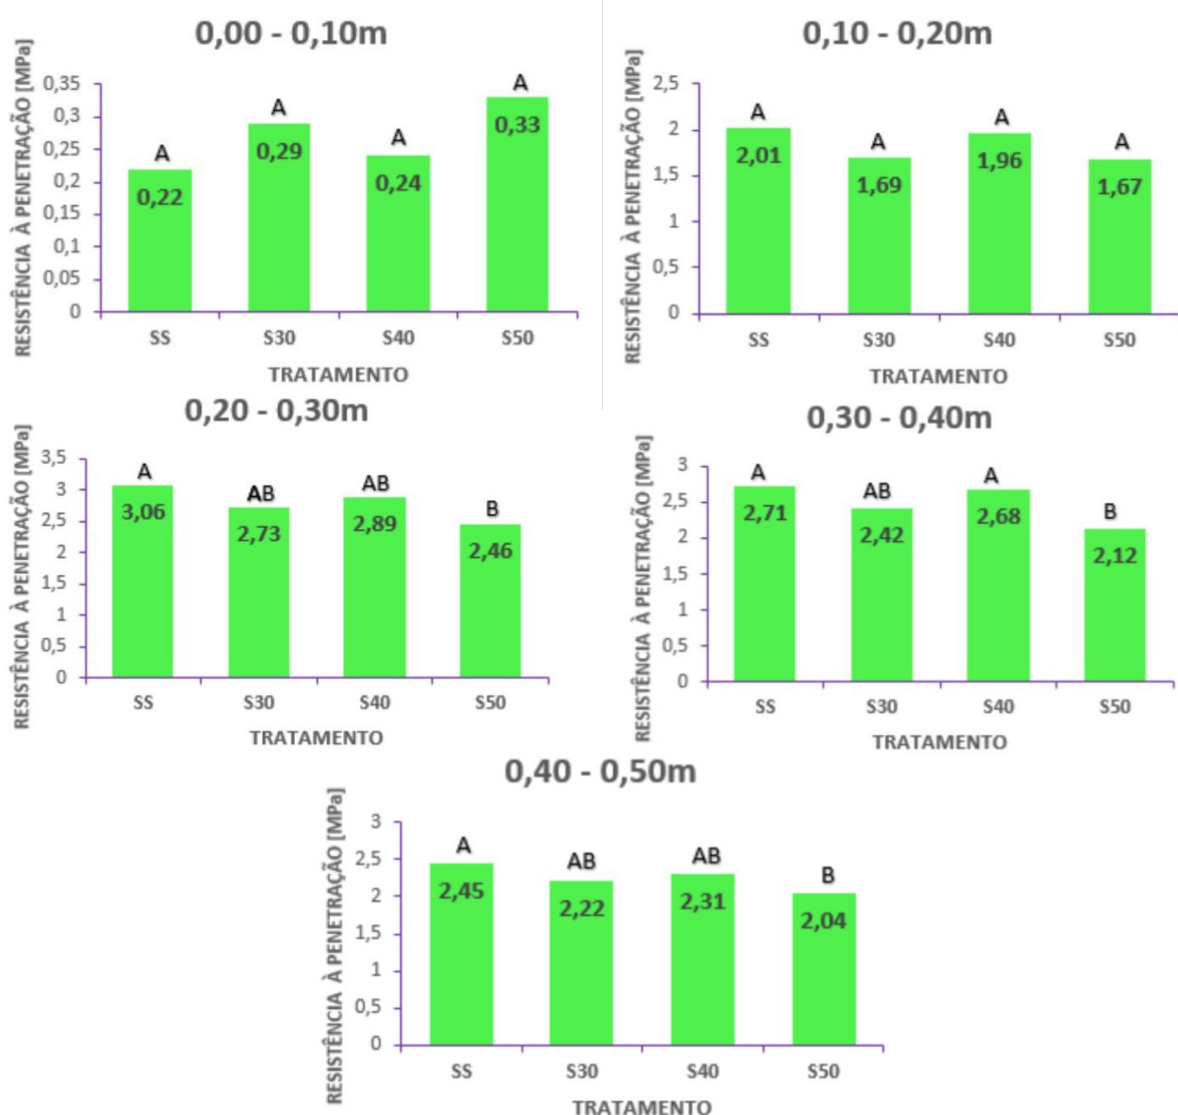 0,00 - 0,10m
RESISTÊNCIA À PENETRAÇÃO [MPa]
0,35
0,3
0,25
0,2
0,15
0,1
0,05
0
A
A
A
A
0,22
0,29
0,24
0,33
SS
S30
S40
S50
TRATAMENTO
0,10 - 0,20m
RESISTÊNCIA À PENETRAÇÃO [MPa]
2,5
2
1,5
1
0,5
0
A
A
A
A
2,01
1,69
1,96
1,67
SS
S30
S40
S50
TRATAMENTO
0,20 - 0,30m
RESISTÊNCIA À PENETRAÇÃO [MPa]
3,5
3
2,5
2
1,5
1
0,5
0
A
AB
AB
B
3,06
2,73
2,89
2,46
SS
S30
S40
S50
TRATAMENTO
0,30 - 0,40m
RESISTÊNCIA À PENETRAÇÃO [MPa]
3
2,5
2
1,5
1
0,5
0
A
AB
A
B
2,71
2,42
2,68
2,12
SS
S30
S40
S50
TRATAMENTO
0,40 - 0,50m
RESISTÊNCIA À PENETRAÇÃO [MPa]
3
2,5
2
1,5
1
0,5
0
A
AB
AB
B
2,45
2,22
2,31
2,04
SS
S30
S40
S50
TRATAMENTO